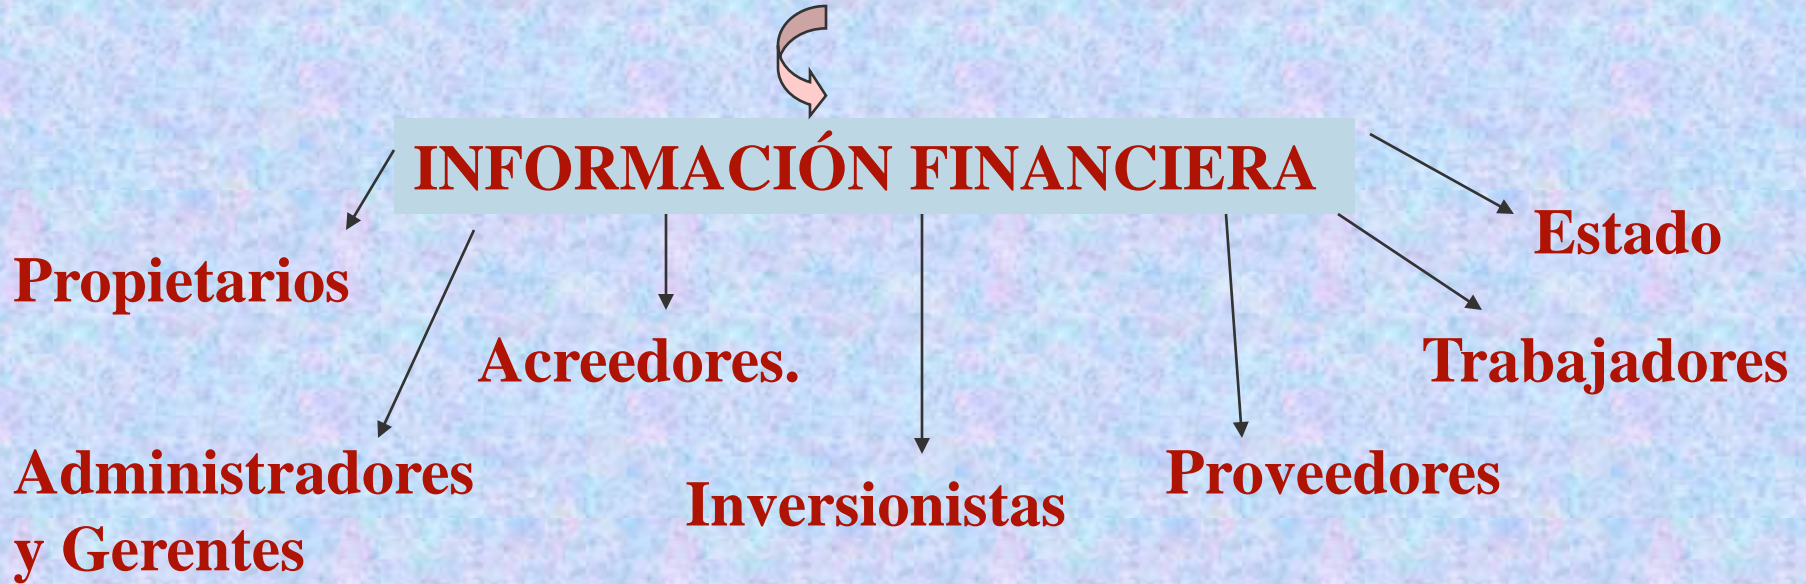 INFORMACIÓN FINANCIERA
Propietarios
Estado
Acreedores.
Trabajadores
Administradores
y Gerentes
Inversionistas
Proveedores